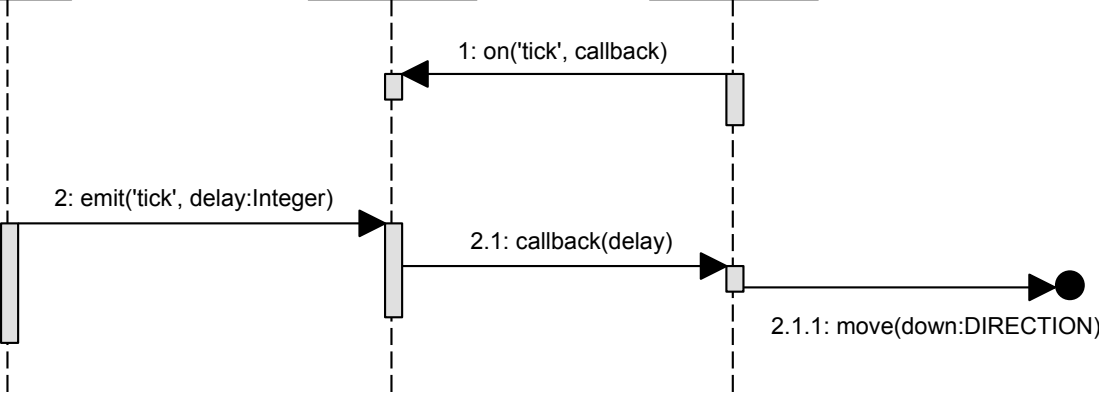 1: on('tick', callback)
2: emit('tick', delay:Integer)
2.1: callback(delay)
2.1.1: move(down:DIRECTION)